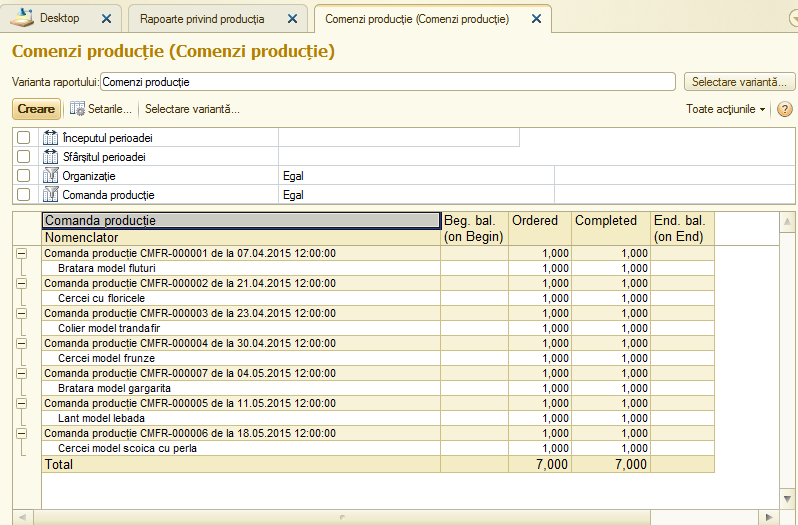 Desktop
Rapoarte privind producția
Comenzi producție (Comenzi producție)
Comenzi producție (Comenzi producție)
Varianta raportului: Comenzi producție Selectare variantă...
Creare Setarile... Selectare variantă... Toate acțiunile
Începutul perioadei
Sfârșitul perioadei
Organizație Egal
Comanda producție Egal
Comanda producție Beg. bal. Ordered Completed End. bal.
Nomenclator (on Begin) (on End)
Comanda producție CMFR-000001 de la 07.04.2015 12:00:00 1,000 1,000
Bratara model fluturi 1,000 1,000
Comanda producție CMFR-000002 de la 21.04.2015 12:00:00 1,000 1,000
Cercei cu floricele 1,000 1,000
Comanda producție CMFR-000003 de la 23.04.2015 12:00:00 1,000 1,000
Colier model trandafir 1,000 1,000
Comanda producție CMFR-000004 de la 30.04.2015 12:00:00 1,000 1,000
Cercei model frunze 1,000 1,000
Comanda producție CMFR-000007 de la 04.05.2015 12:00:00 1,000 1,000
Bratara model gargarita 1,000 1,000
Comanda producție CMFR-000005 de la 11.05.2015 12:00:00 1,000 1,000
Lant model lebada 1,000 1,000
Comanda producție CMFR-000006 de la 18.05.2015 12:00:00 1,000 1,000
Cercei model scoica cu perla 1,000 1,000
Total 7,000 7,000